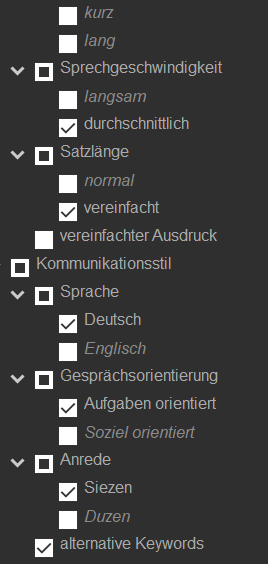 kurz
lang
Sprechgeschwindigkeit
langsam
durchschnittlich
Satzlänge
normal
vereinfacht
vereinfachter Ausdruck
Kommunikationsstil
Sprache
Deutsch
Englisch
Gesprächsorientierung
Aufgaben orientiert
Soziel orientiert
Anrede
Siezen
Duzen
alternative Keywords